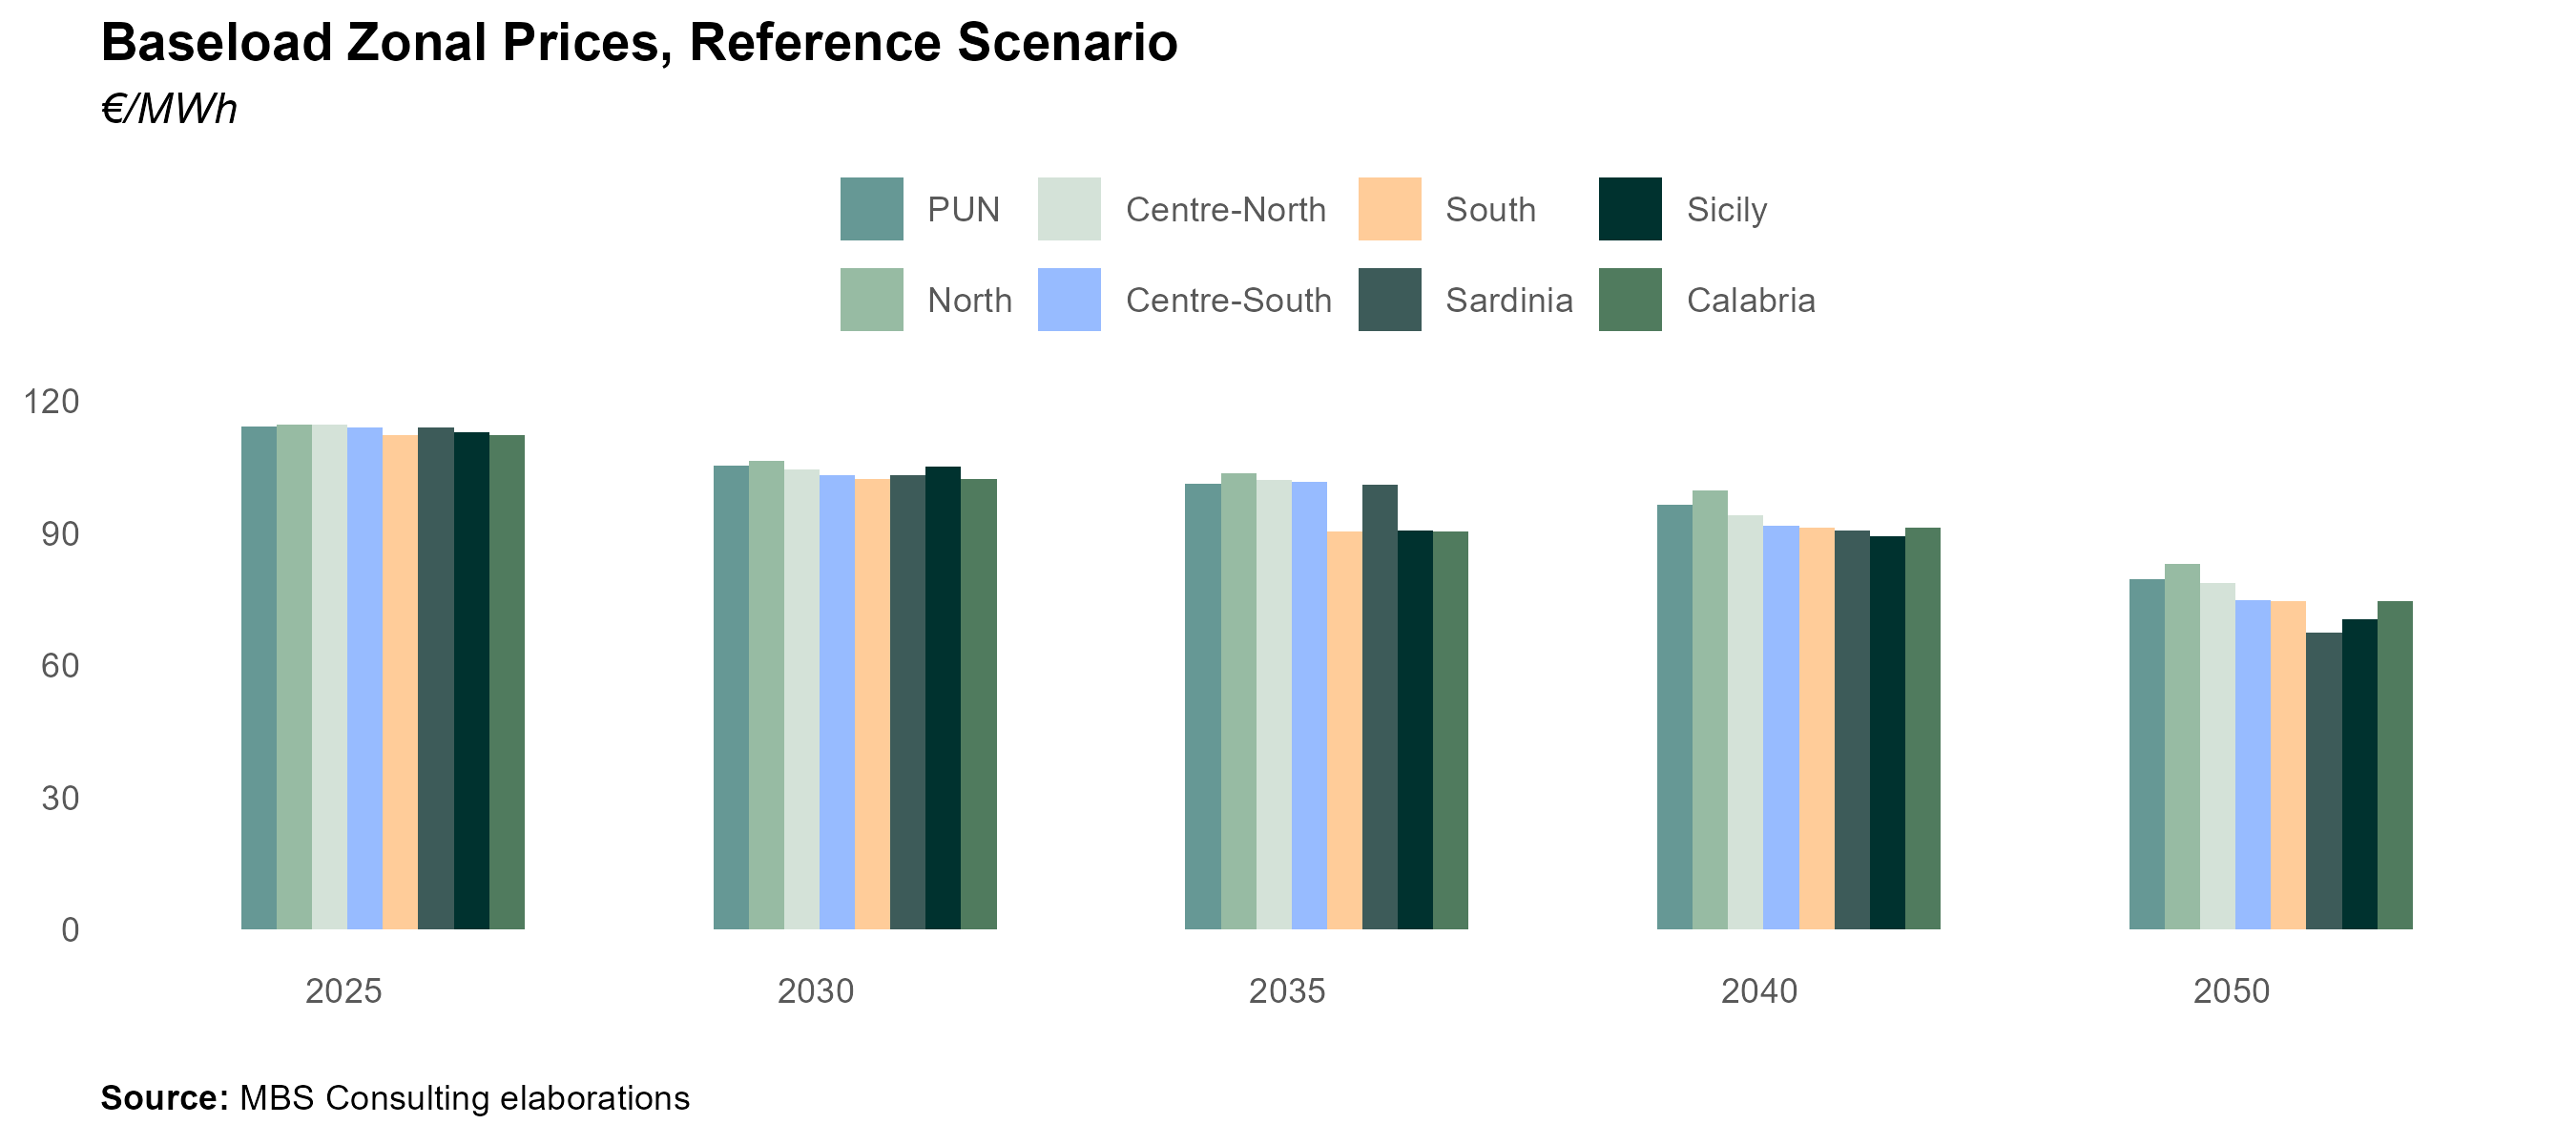 Baseload Zonal Prices, Reference Scenario
€/MWh
PUN Centre-North South Sicily
North Centre-South Sardinia Calabria
120
90
60
30
0
2025 2030 2035 2040 2050
Source: MBS Consulting elaborations